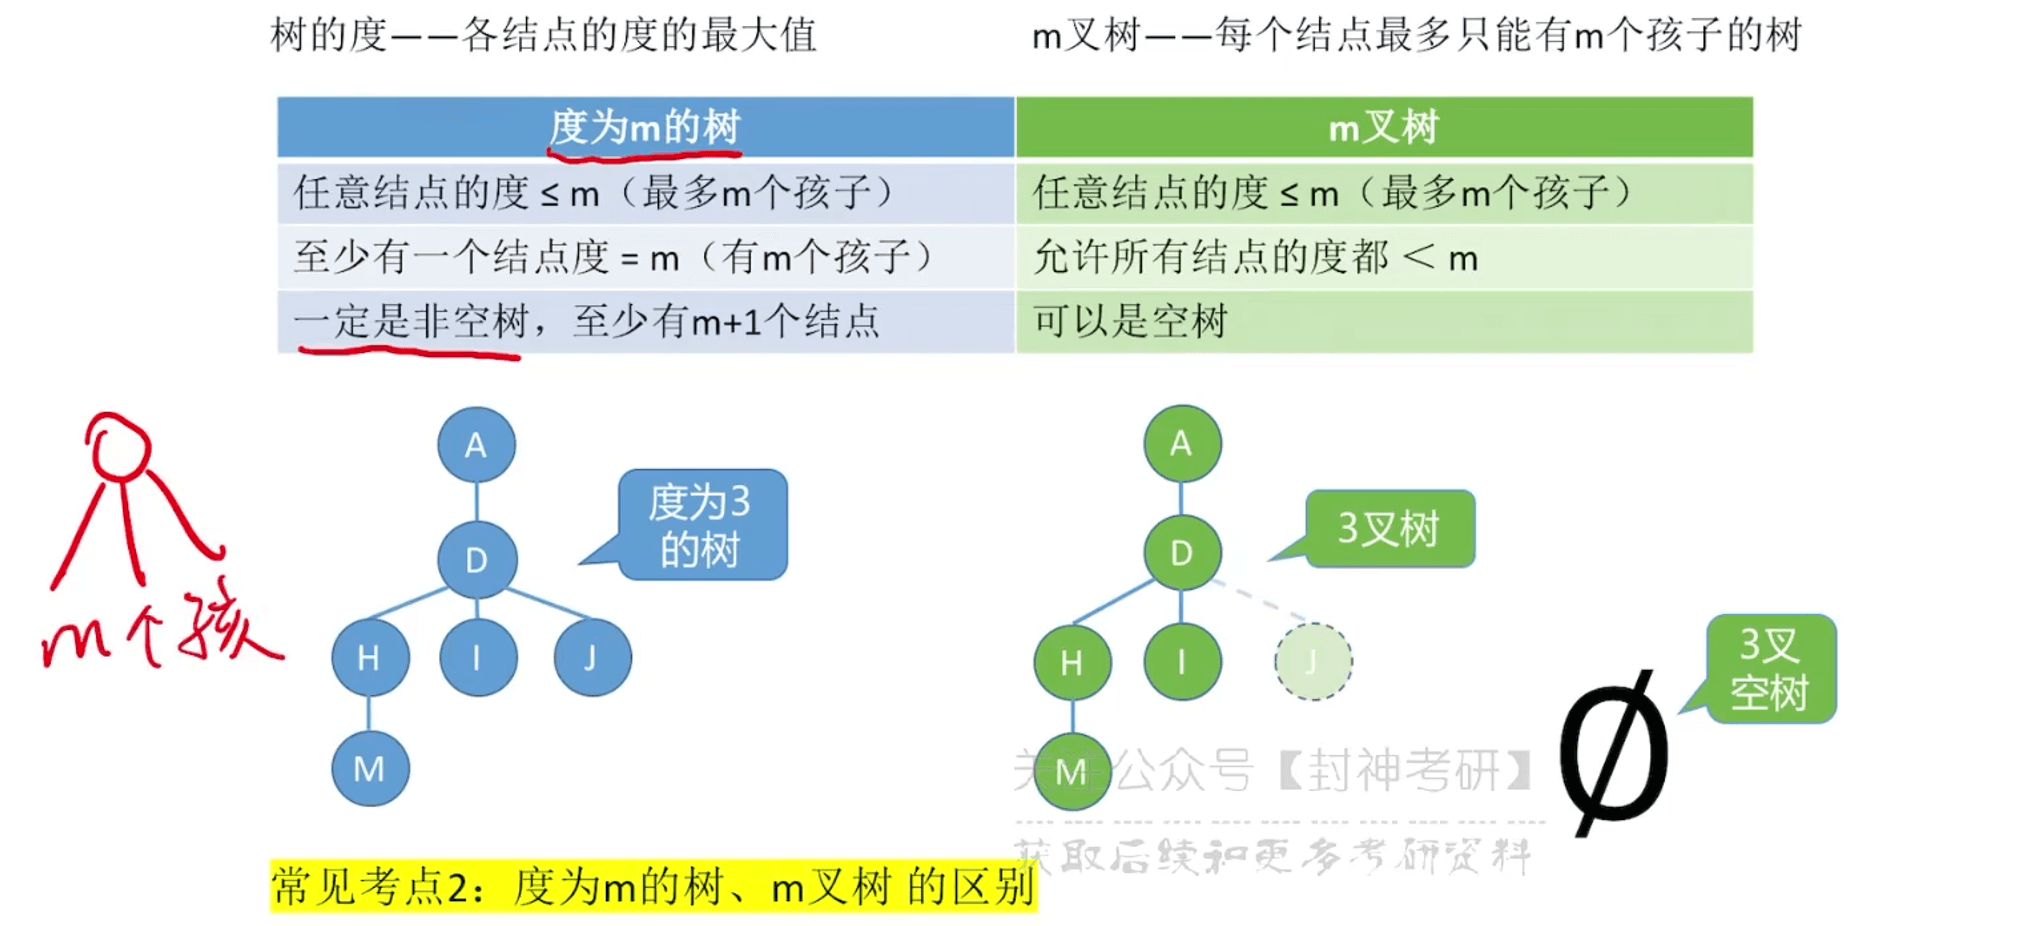 树的度——各结点的度的最大值
m叉树——每个结点最多只能有m个孩子的树
度为m的树
m叉树
任意结点的度 ≤ m（最多m个孩子）
任意结点的度 ≤ m（最多m个孩子）
至少有一个结点度 = m（有m个孩子）
允许所有结点的度都 < m
一定是非空树，至少有m+1个结点
可以是空树
A
D
H
I
J
M
度为3
的树
m个孩
A
D
H
I
J
M
3叉树
3叉
空树
Ø
关注公众号【封神考研】
获取后续和更多考研资料
常见考点2：度为m的树、m叉树 的区别